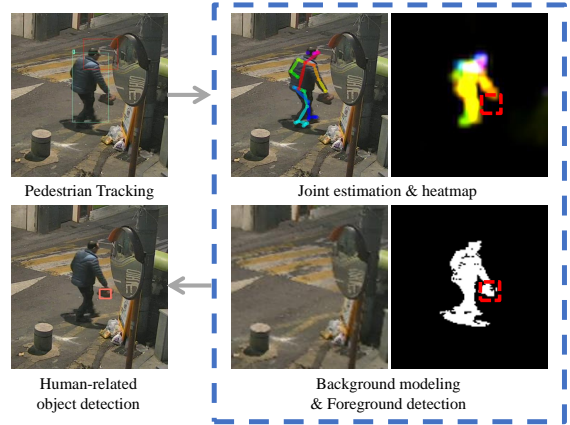 Pedestrian Tracking
Joint estimation & heatmap
Human-related
object detection
Background modeling
& Foreground detection